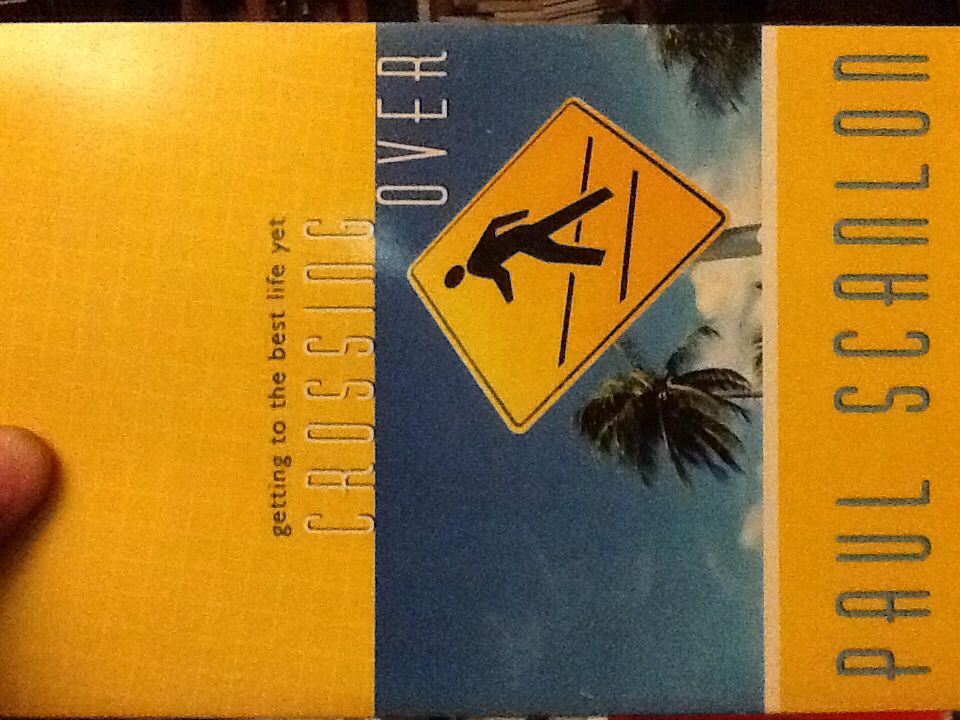 getting to the best life yet
CROSSING
OVER
PAUL SCANLON